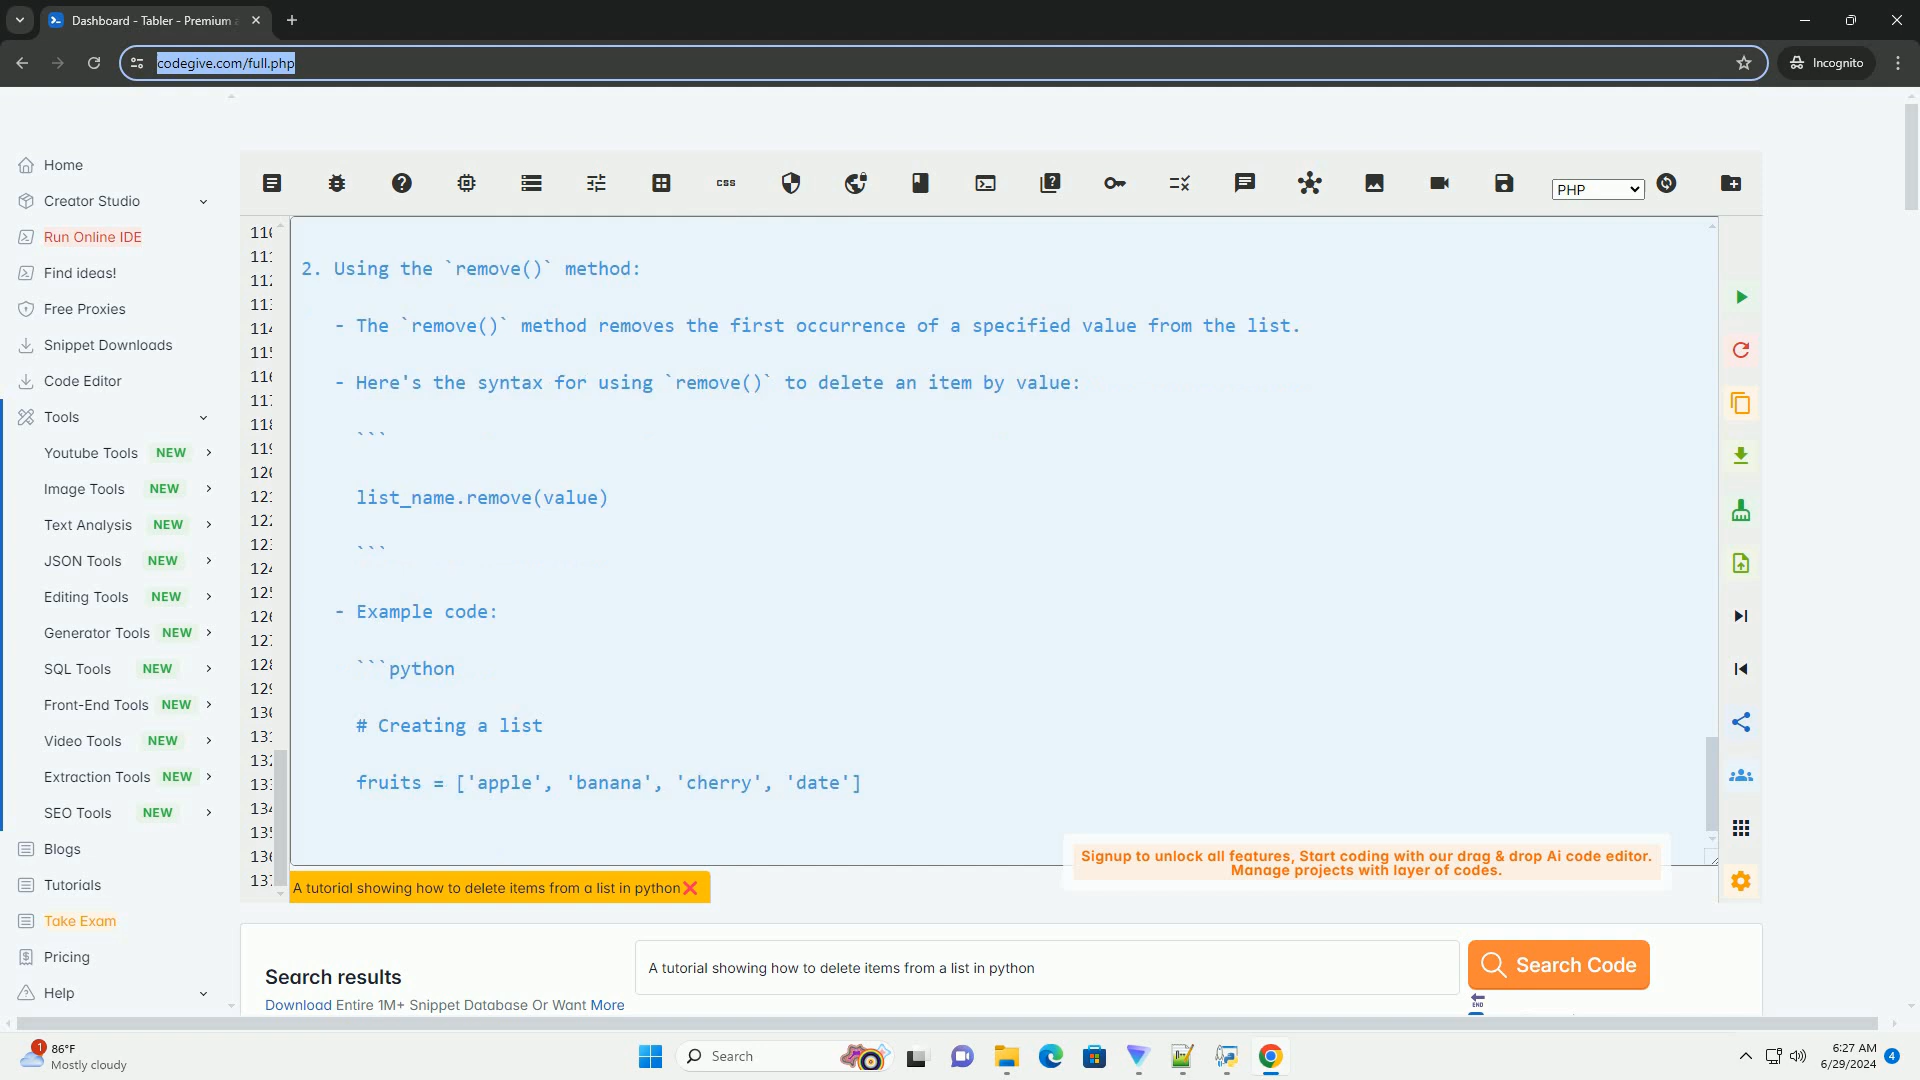 Dashboard - Tabler - Premium
codegive.com/full.php
Incognito
Home
Creator Studio
Run Online IDE
Find ideas!
Free Proxies
Snippet Downloads
Code Editor
Tools
Youtube Tools NEW
Image Tools NEW
Text Analysis NEW
JSON Tools NEW
Editing Tools NEW
Generator Tools NEW
SQL Tools NEW
Front-End Tools NEW
Video Tools NEW
Extraction Tools NEW
SEO Tools NEW
Blogs
Tutorials
Take Exam
Pricing
Help
css
PHP
2. Using the `remove()` method:
- The `remove()` method removes the first occurrence of a specified value from the list.
- Here's the syntax for using `remove()` to delete an item by value:
```
list_name.remove(value)
```
- Example code:
```python
# Creating a list
fruits = ['apple', 'banana', 'cherry', 'date']
Signup to unlock all features, Start coding with our drag & drop Ai code editor.
Manage projects with layer of codes.
A tutorial showing how to delete items from a list in python
Search results
Download Entire 1M+ Snippet Database Or Want More
A tutorial showing how to delete items from a list in python
Search Code
END
1
86°F
Mostly cloudy
Search
6:27 AM
6/29/2024
4